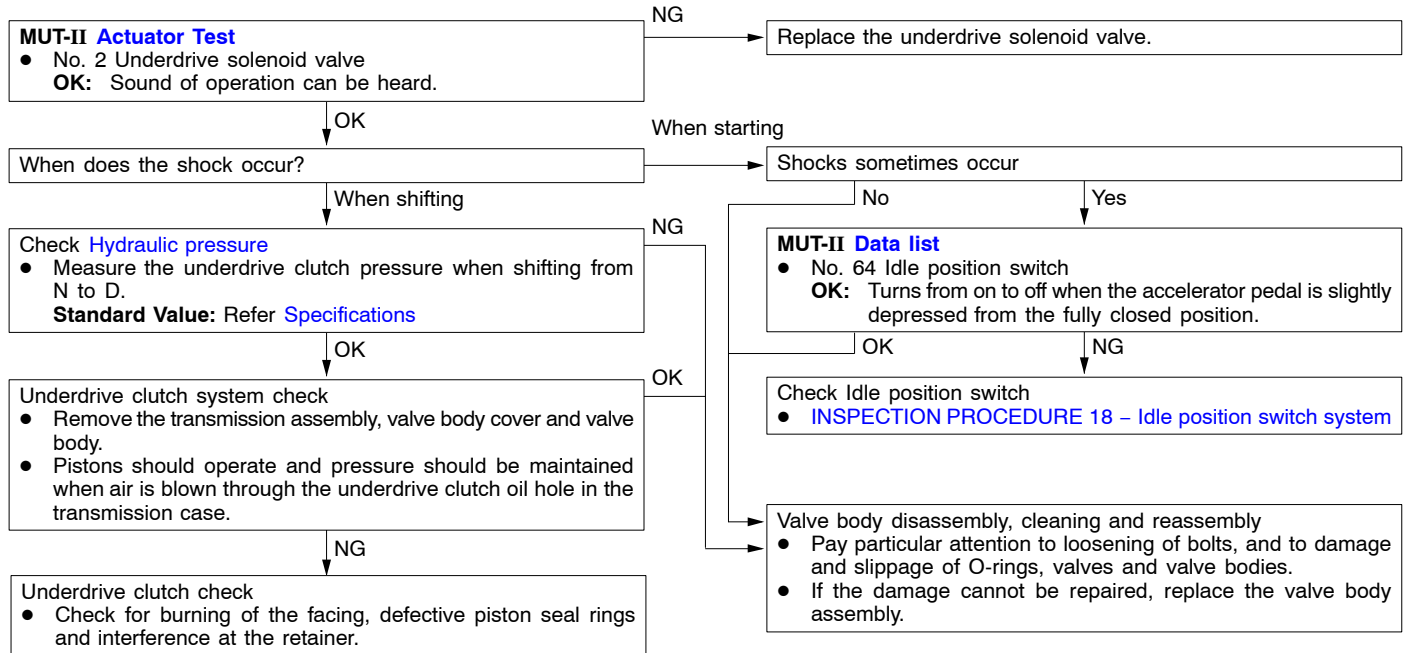 MUT-II Actuator Test
● No. 2 Underdrive solenoid valve
OK: Sound of operation can be heard.
NG
Replace the underdrive solenoid valve.
OK
When does the shock occur?
When starting
Shocks sometimes occur
When shifting
No
Yes
Check Hydraulic pressure
● Measure the underdrive clutch pressure when shifting from
N to D.
Standard Value: Refer Specifications
NG
MUT-II Data list
● No. 64 Idle position switch
OK: Turns from on to off when the accelerator pedal is slightly
depressed from the fully closed position.
OK
OK
NG
Underdrive clutch system check
● Remove the transmission assembly, valve body cover and valve
body.
● Pistons should operate and pressure should be maintained
when air is blown through the underdrive clutch oil hole in the
transmission case.
OK
Check Idle position switch
● INSPECTION PROCEDURE 18 – Idle position switch system
NG
Valve body disassembly, cleaning and reassembly
● Pay particular attention to loosening of bolts, and to damage
and slippage of O-rings, valves and valve bodies.
● If the damage cannot be repaired, replace the valve body
assembly.
Underdrive clutch check
● Check for burning of the facing, defective piston seal rings
and interference at the retainer.